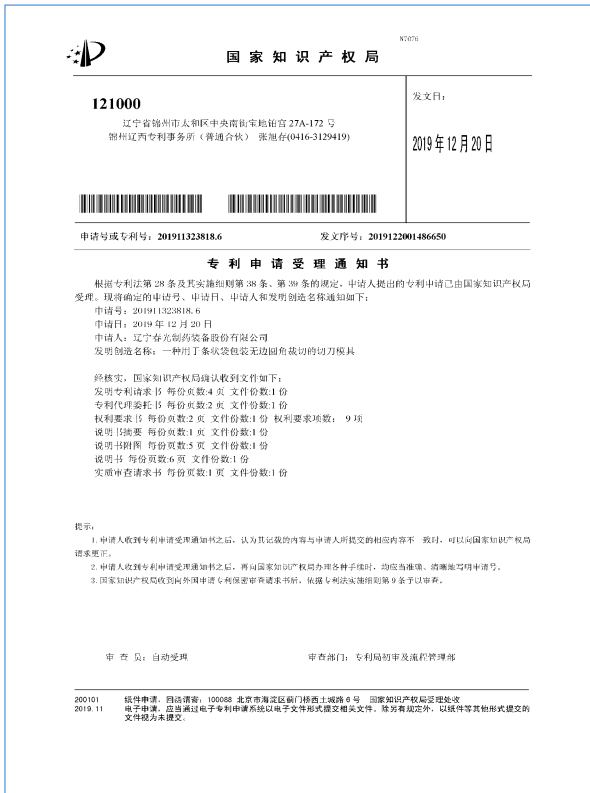 N7076
国家知识产权局
121000
辽宁省锦州市太和区中央南街宝地铂宫 27A-172 号
锦州辽西专利事务所（普通合伙） 张旭存(0416-3129419)
发文日：
2019 年 12 月 20 日
申请号或专利号：201911323818.6
发文序号：2019122001486650
专利申请受理通知书
根据专利法第 28 条及其实施细则第 38 条、第 39 条的规定，申请人提出的专利申请已由国家知识产权局
受理。现将确定的申请号、申请日、申请人和发明创造名称通知如下：
申请号：201911323818.6
申请日：2019 年 12 月 20 日
申请人：辽宁春光制药装备股份有限公司
发明创造名称：一种用于条状袋包装无边圆角裁切的切刀模具
经核实，国家知识产权局确认收到文件如下：
发明专利请求书 每份页数:4 页 文件份数:1 份
专利代理委托书 每份页数:2 页 文件份数:1 份
权利要求书 每份页数:2 页 文件份数:1 份 权利要求项数： 9 项
说明书摘要 每份页数:1 页 文件份数:1 份
说明书附图 每份页数:5 页 文件份数:1 份
说明书 每份页数:6 页 文件份数:1 份
实质审查请求书 每份页数:1 页 文件份数:1 份
提示：
1.申请人收到专利申请受理通知书之后，认为其记载的内容与申请人所提交的相应内容不一致时，可以向国家知识产权局
请求更正。
2.申请人收到专利申请受理通知书之后，再向国家知识产权局办理各种手续时，均应当准确、清晰地写明申请号。
3.国家知识产权局收到向外国申请专利保密审查请求书后，依据专利法实施细则第 9 条予以审查。
审 查 员：自动受理
审查部门：专利局初审及流程管理部
200101 纸件申请，回函请寄：100088 北京市海淀区蓟门桥西土城路 6 号 国家知识产权局受理处收
2019.11 电子申请，应当通过电子专利申请系统以电子文件形式提交相关文件。除另有规定外，以纸件等其他形式提交的
文件视为未提交。